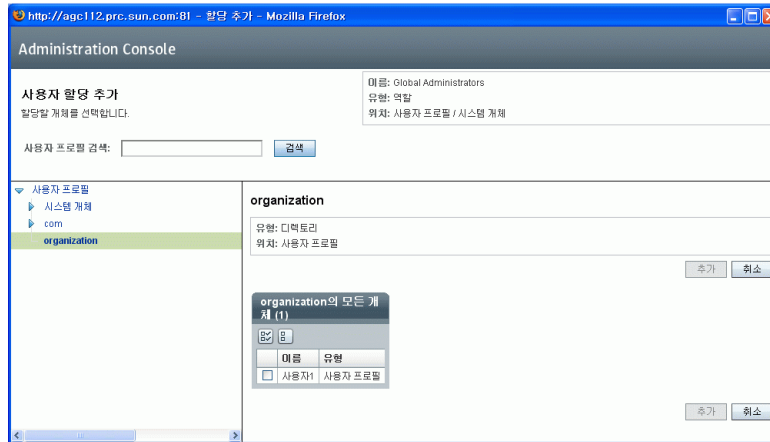 http://agc112.prc.sun.com:81 - 할당 추가 - Mozilla Firefox
Administration Console
사용자 할당 추가
할당할 개체를 선택합니다.
이름: Global Administrators
유형: 역할
위치: 사용자 프로필 / 시스템 개체
사용자 프로필 검색:
검색
사용자 프로필
시스템 개체
com
organization
organization
유형: 디렉토리
위치: 사용자 프로필
추가 취소
organization의 모든 개
체 (1)
이름 유형
사용자1 사용자 프로필
추가 취소